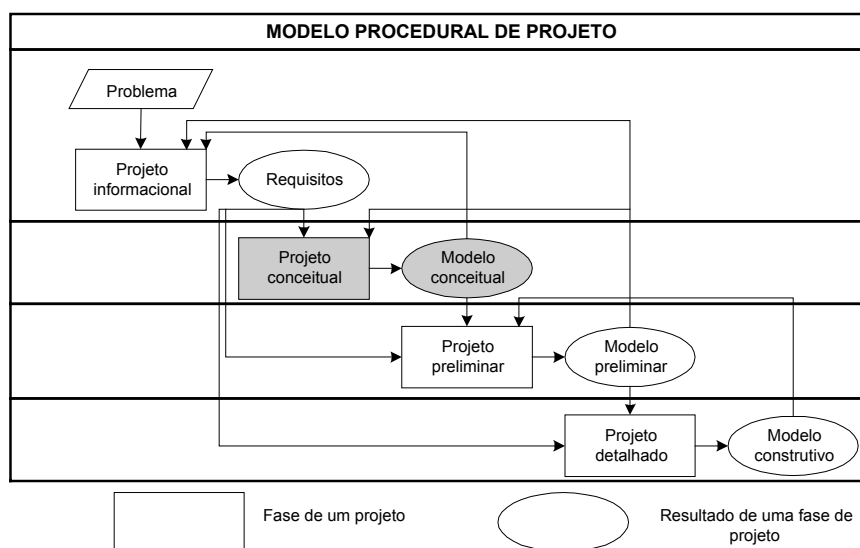 MODELO PROCEDURAL DE PROJETO
Problema
Projeto
informacional
Requisitos
Projeto
conceitual
Modelo
conceitual
Projeto
preliminar
Modelo
preliminar
Projeto
detalhado
Modelo
construtivo
Fase de um projeto
Resultado de uma fase de
projeto